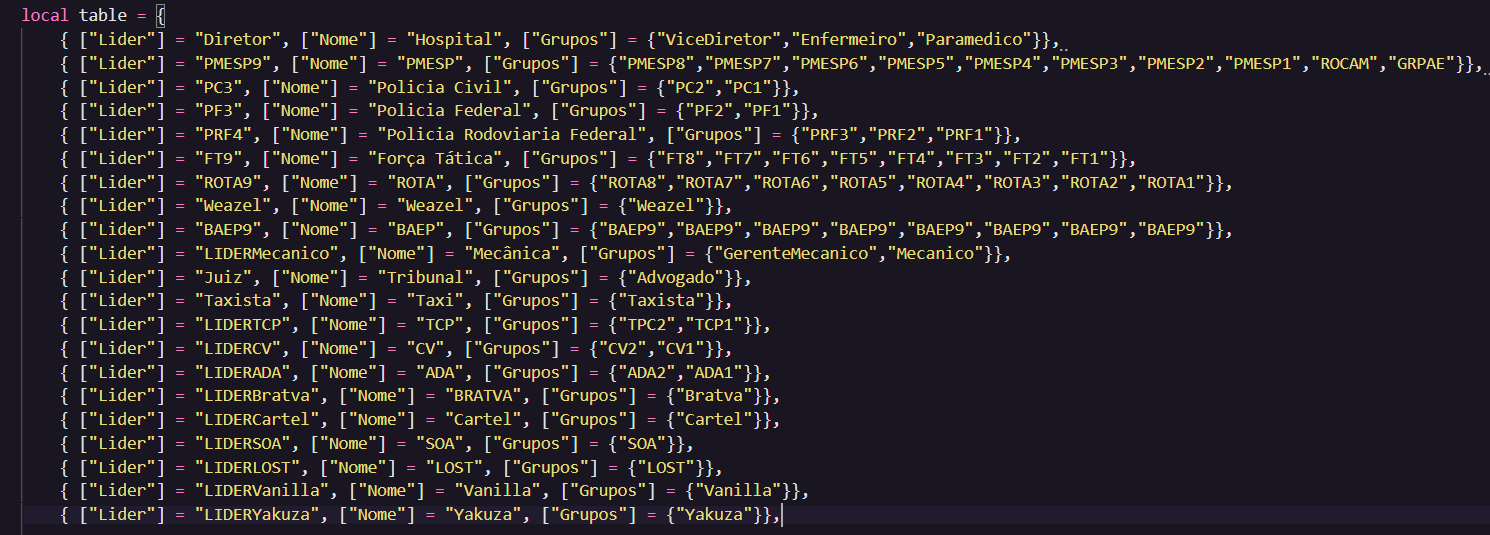 local table = {
{ ["Lider"] = "Diretor", ["Nome"] = "Hospital", ["Grupos"] = {"ViceDiretor","Enfermeiro","Paramedico"}},
{ ["Lider"] = "PMESP9", ["Nome"] = "PMESP", ["Grupos"] = {"PMESP8","PMESP7","PMESP6","PMESP5","PMESP4","PMESP3","PMESP2","PMESP1","ROCAM","GRPAE"}},
{ ["Lider"] = "PC3", ["Nome"] = "Policia Civil", ["Grupos"] = {"PC2","PC1"}},
{ ["Lider"] = "PF3", ["Nome"] = "Policia Federal", ["Grupos"] = {"PF2","PF1"}},
{ ["Lider"] = "PRF4", ["Nome"] = "Policia Rodoviaria Federal", ["Grupos"] = {"PRF3","PRF2","PRF1"}},
{ ["Lider"] = "FT9", ["Nome"] = "Força Tática", ["Grupos"] = {"FT8","FT7","FT6","FT5","FT4","FT3","FT2","FT1"}},
{ ["Lider"] = "ROTA9", ["Nome"] = "ROTA", ["Grupos"] = {"ROTA8","ROTA7","ROTA6","ROTA5","ROTA4","ROTA3","ROTA2","ROTA1"}},
{ ["Lider"] = "Weazel", ["Nome"] = "Weazel", ["Grupos"] = {"Weazel"}},
{ ["Lider"] = "BAEP9", ["Nome"] = "BAEP", ["Grupos"] = {"BAEP9","BAEP9","BAEP9","BAEP9","BAEP9","BAEP9","BAEP9","BAEP9"}},
{ ["Lider"] = "LIDERMecanico", ["Nome"] = "Mecânica", ["Grupos"] = {"GerenteMecanico","Mecanico"}},
{ ["Lider"] = "Juiz", ["Nome"] = "Tribunal", ["Grupos"] = {"Advogado"}},
{ ["Lider"] = "Taxista", ["Nome"] = "Taxi", ["Grupos"] = {"Taxista"}},
{ ["Lider"] = "LIDERTCP", ["Nome"] = "TCP", ["Grupos"] = {"TPC2","TCP1"}},
{ ["Lider"] = "LIDERCV", ["Nome"] = "CV", ["Grupos"] = {"CV2","CV1"}},
{ ["Lider"] = "LIDERADA", ["Nome"] = "ADA", ["Grupos"] = {"ADA2","ADA1"}},
{ ["Lider"] = "LIDERBratva", ["Nome"] = "BRATVA", ["Grupos"] = {"Bratva"}},
{ ["Lider"] = "LIDERCartel", ["Nome"] = "Cartel", ["Grupos"] = {"Cartel"}},
{ ["Lider"] = "LIDERSOA", ["Nome"] = "SOA", ["Grupos"] = {"SOA"}},
{ ["Lider"] = "LIDERLOST", ["Nome"] = "LOST", ["Grupos"] = {"LOST"}},
{ ["Lider"] = "LIDERVanilla", ["Nome"] = "Vanilla", ["Grupos"] = {"Vanilla"}},
{ ["Lider"] = "LIDERYakuza", ["Nome"] = "Yakuza", ["Grupos"] = {"Yakuza"}},